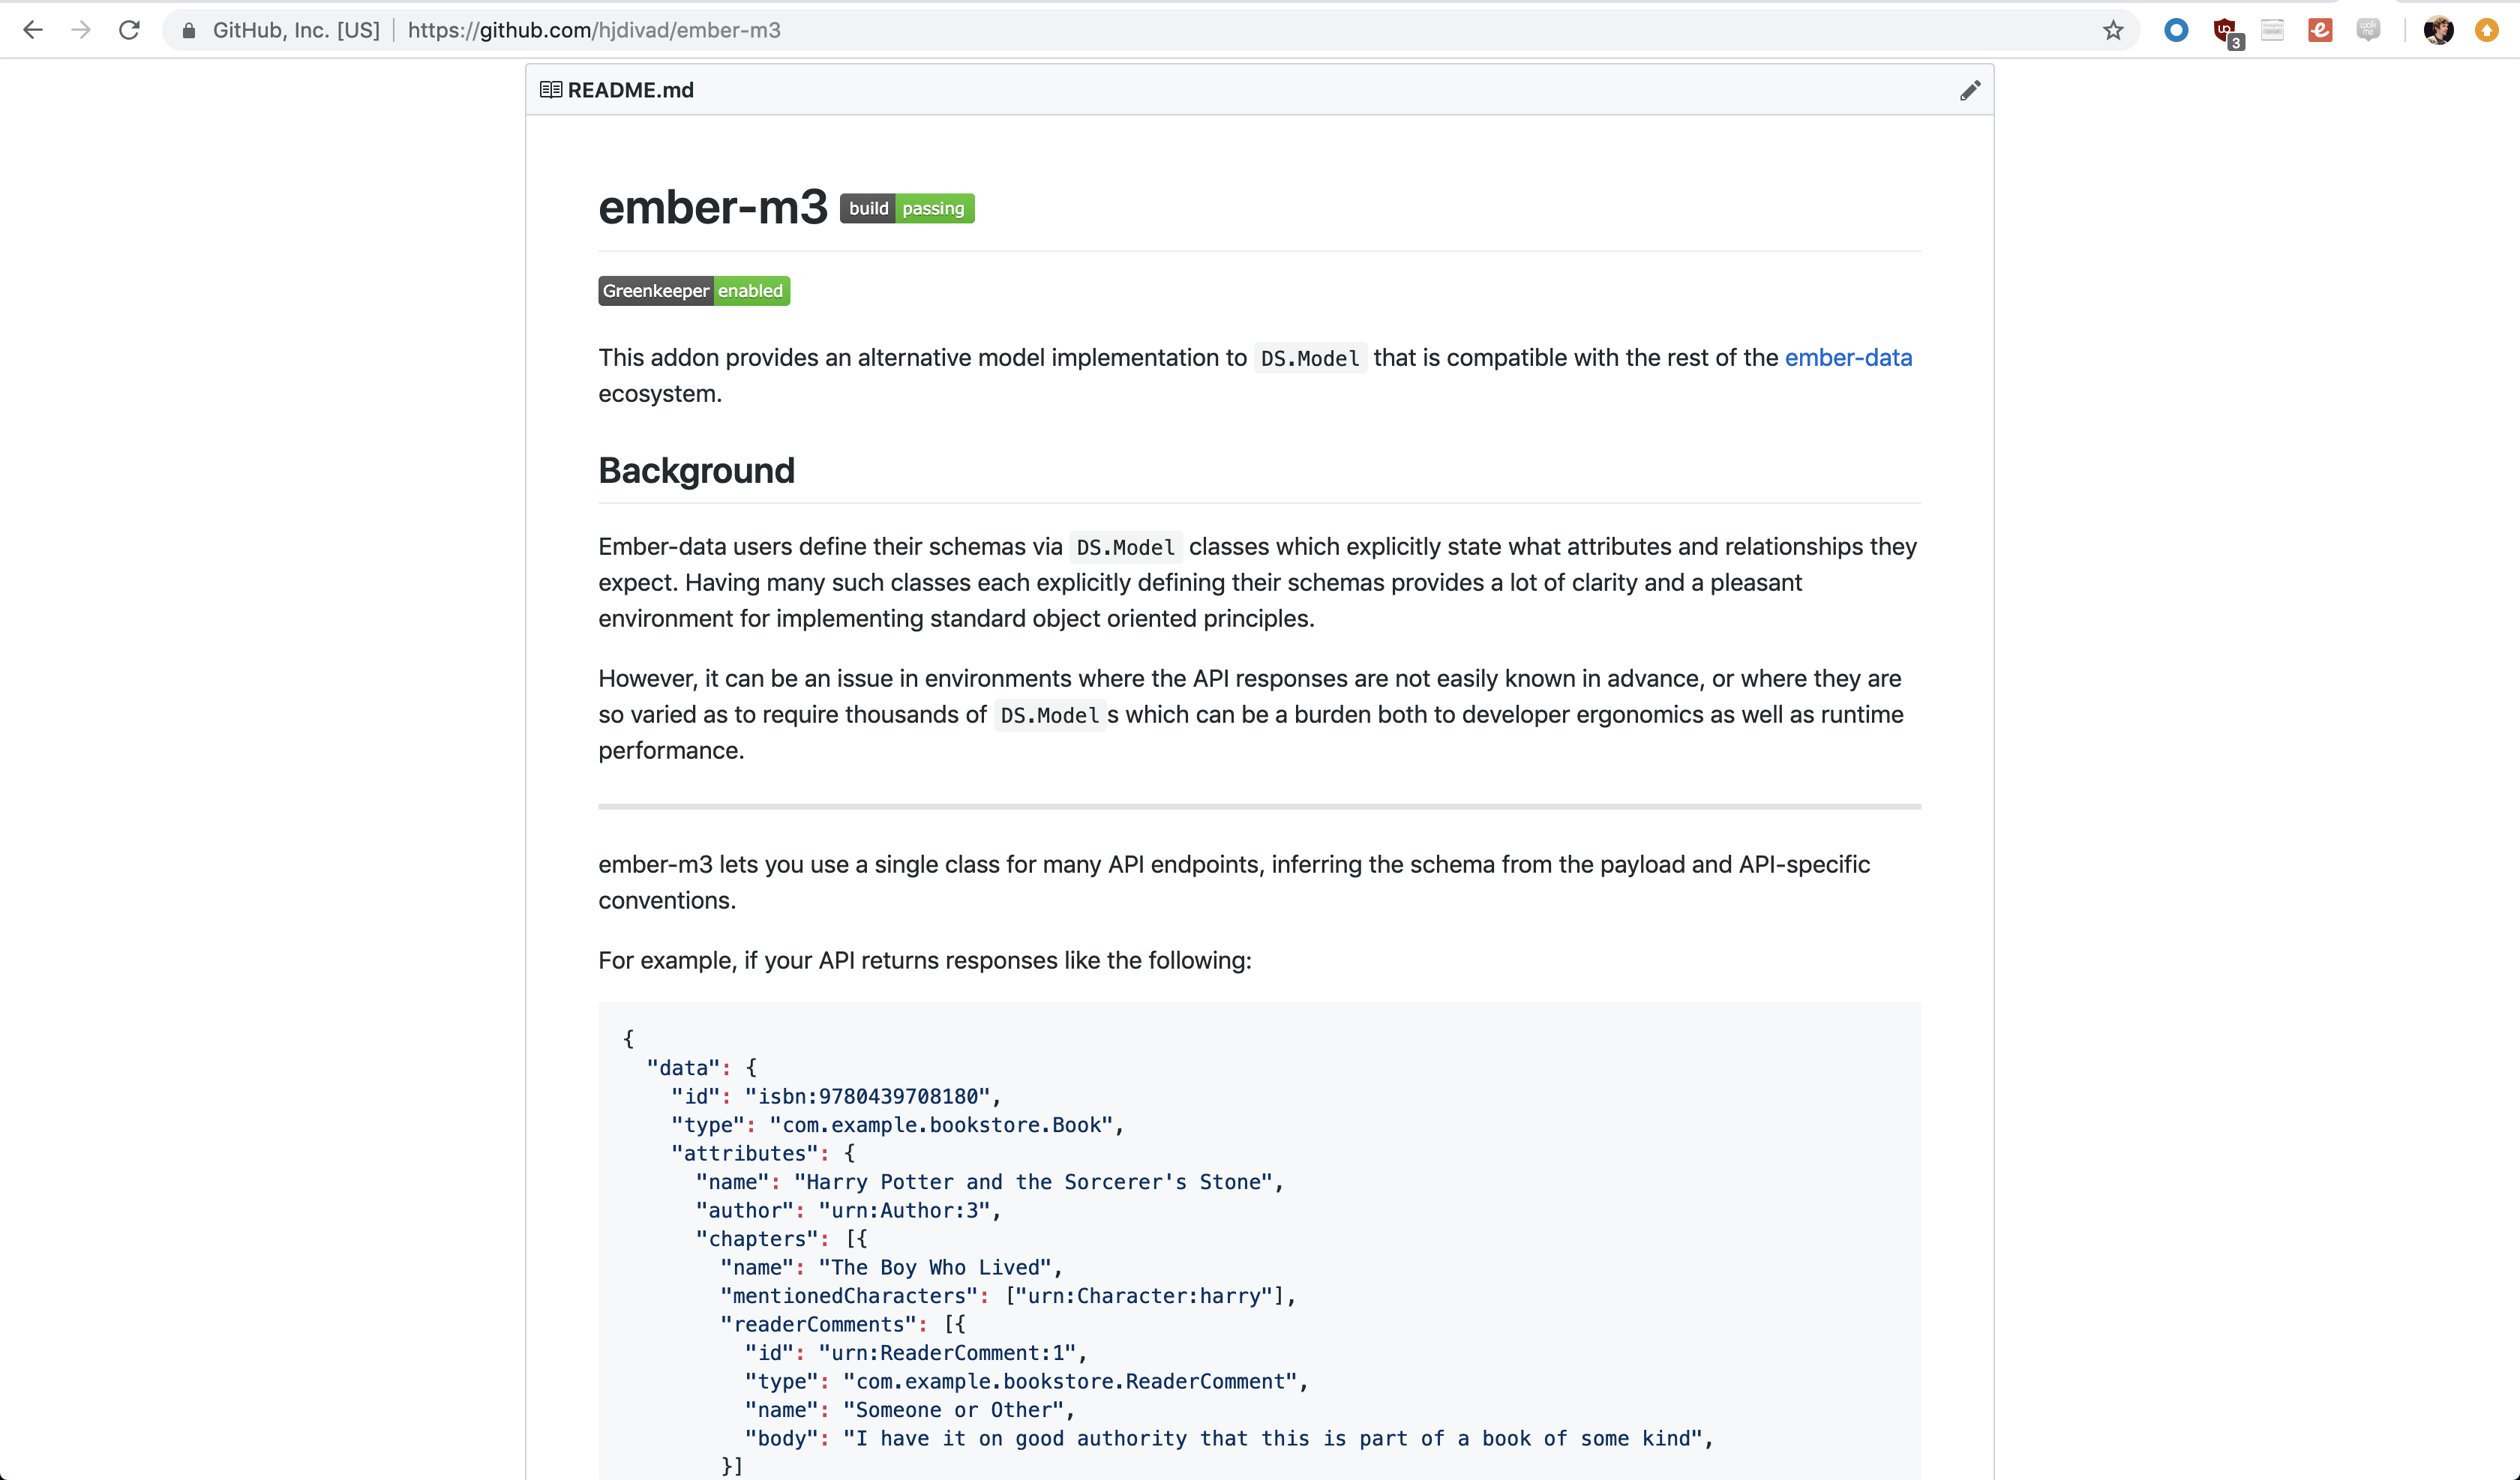 GitHub, Inc. [US] | https://github.com/hjdivad/ember-m3
3
README.md
ember-m3 build passing
Greenkeeper enabled
This addon provides an alternative model implementation to DS.Model that is compatible with the rest of the ember-data
ecosystem.
Background
Ember-data users define their schemas via DS.Model classes which explicitly state what attributes and relationships they
expect. Having many such classes each explicitly defining their schemas provides a lot of clarity and a pleasant
environment for implementing standard object oriented principles.
However, it can be an issue in environments where the API responses are not easily known in advance, or where they are
so varied as to require thousands of DS.Model s which can be a burden both to developer ergonomics as well as runtime
performance.
ember-m3 lets you use a single class for many API endpoints, inferring the schema from the payload and API-specific
conventions.
For example, if your API returns responses like the following:
{
  "data": {
    "id": "isbn:9780439708180",
    "type": "com.example.bookstore.Book",
    "attributes": {
      "name": "Harry Potter and the Sorcerer's Stone",
      "author": "urn:Author:3",
      "chapters": [{
        "name": "The Boy Who Lived",
        "mentionedCharacters": ["urn:Character:harry"],
        "readerComments": [{
          "id": "urn:ReaderComment:1",
          "type": "com.example.bookstore.ReaderComment",
          "name": "Someone or Other",
          "body": "I have it on good authority that this is part of a book of some kind",
        }]